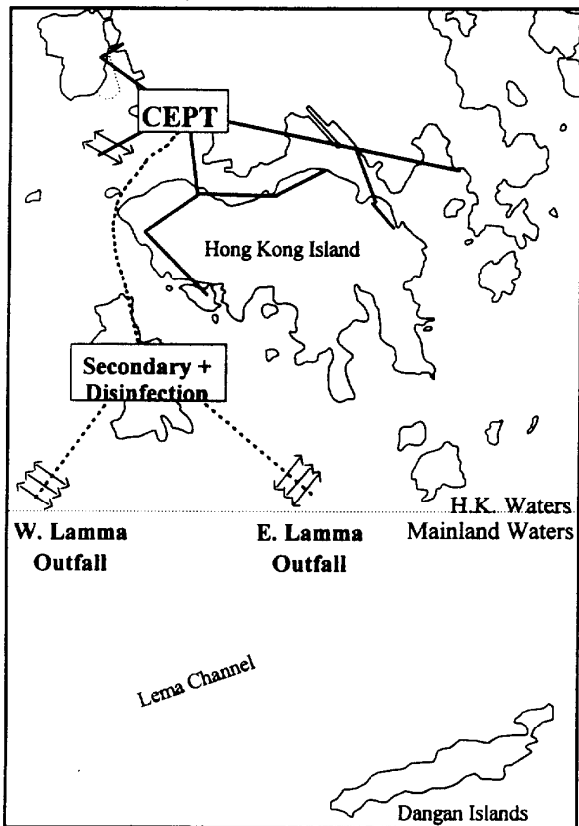 CEPT
Hong Kong Island
Secondary +
Disinfection
H.K. Waters
W. Lamma
Outfall
E. Lamma
Outfall
Mainland Waters
Lema Channel
Dangan Islands